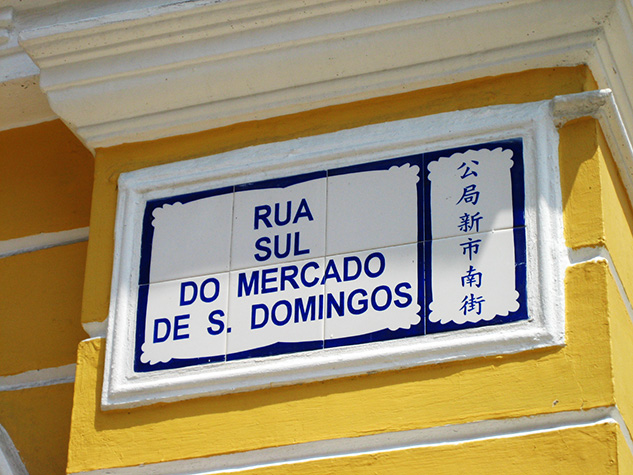 RUA
SUL
DO MERCADO
DE S. DOMINGOS
公局新市南街